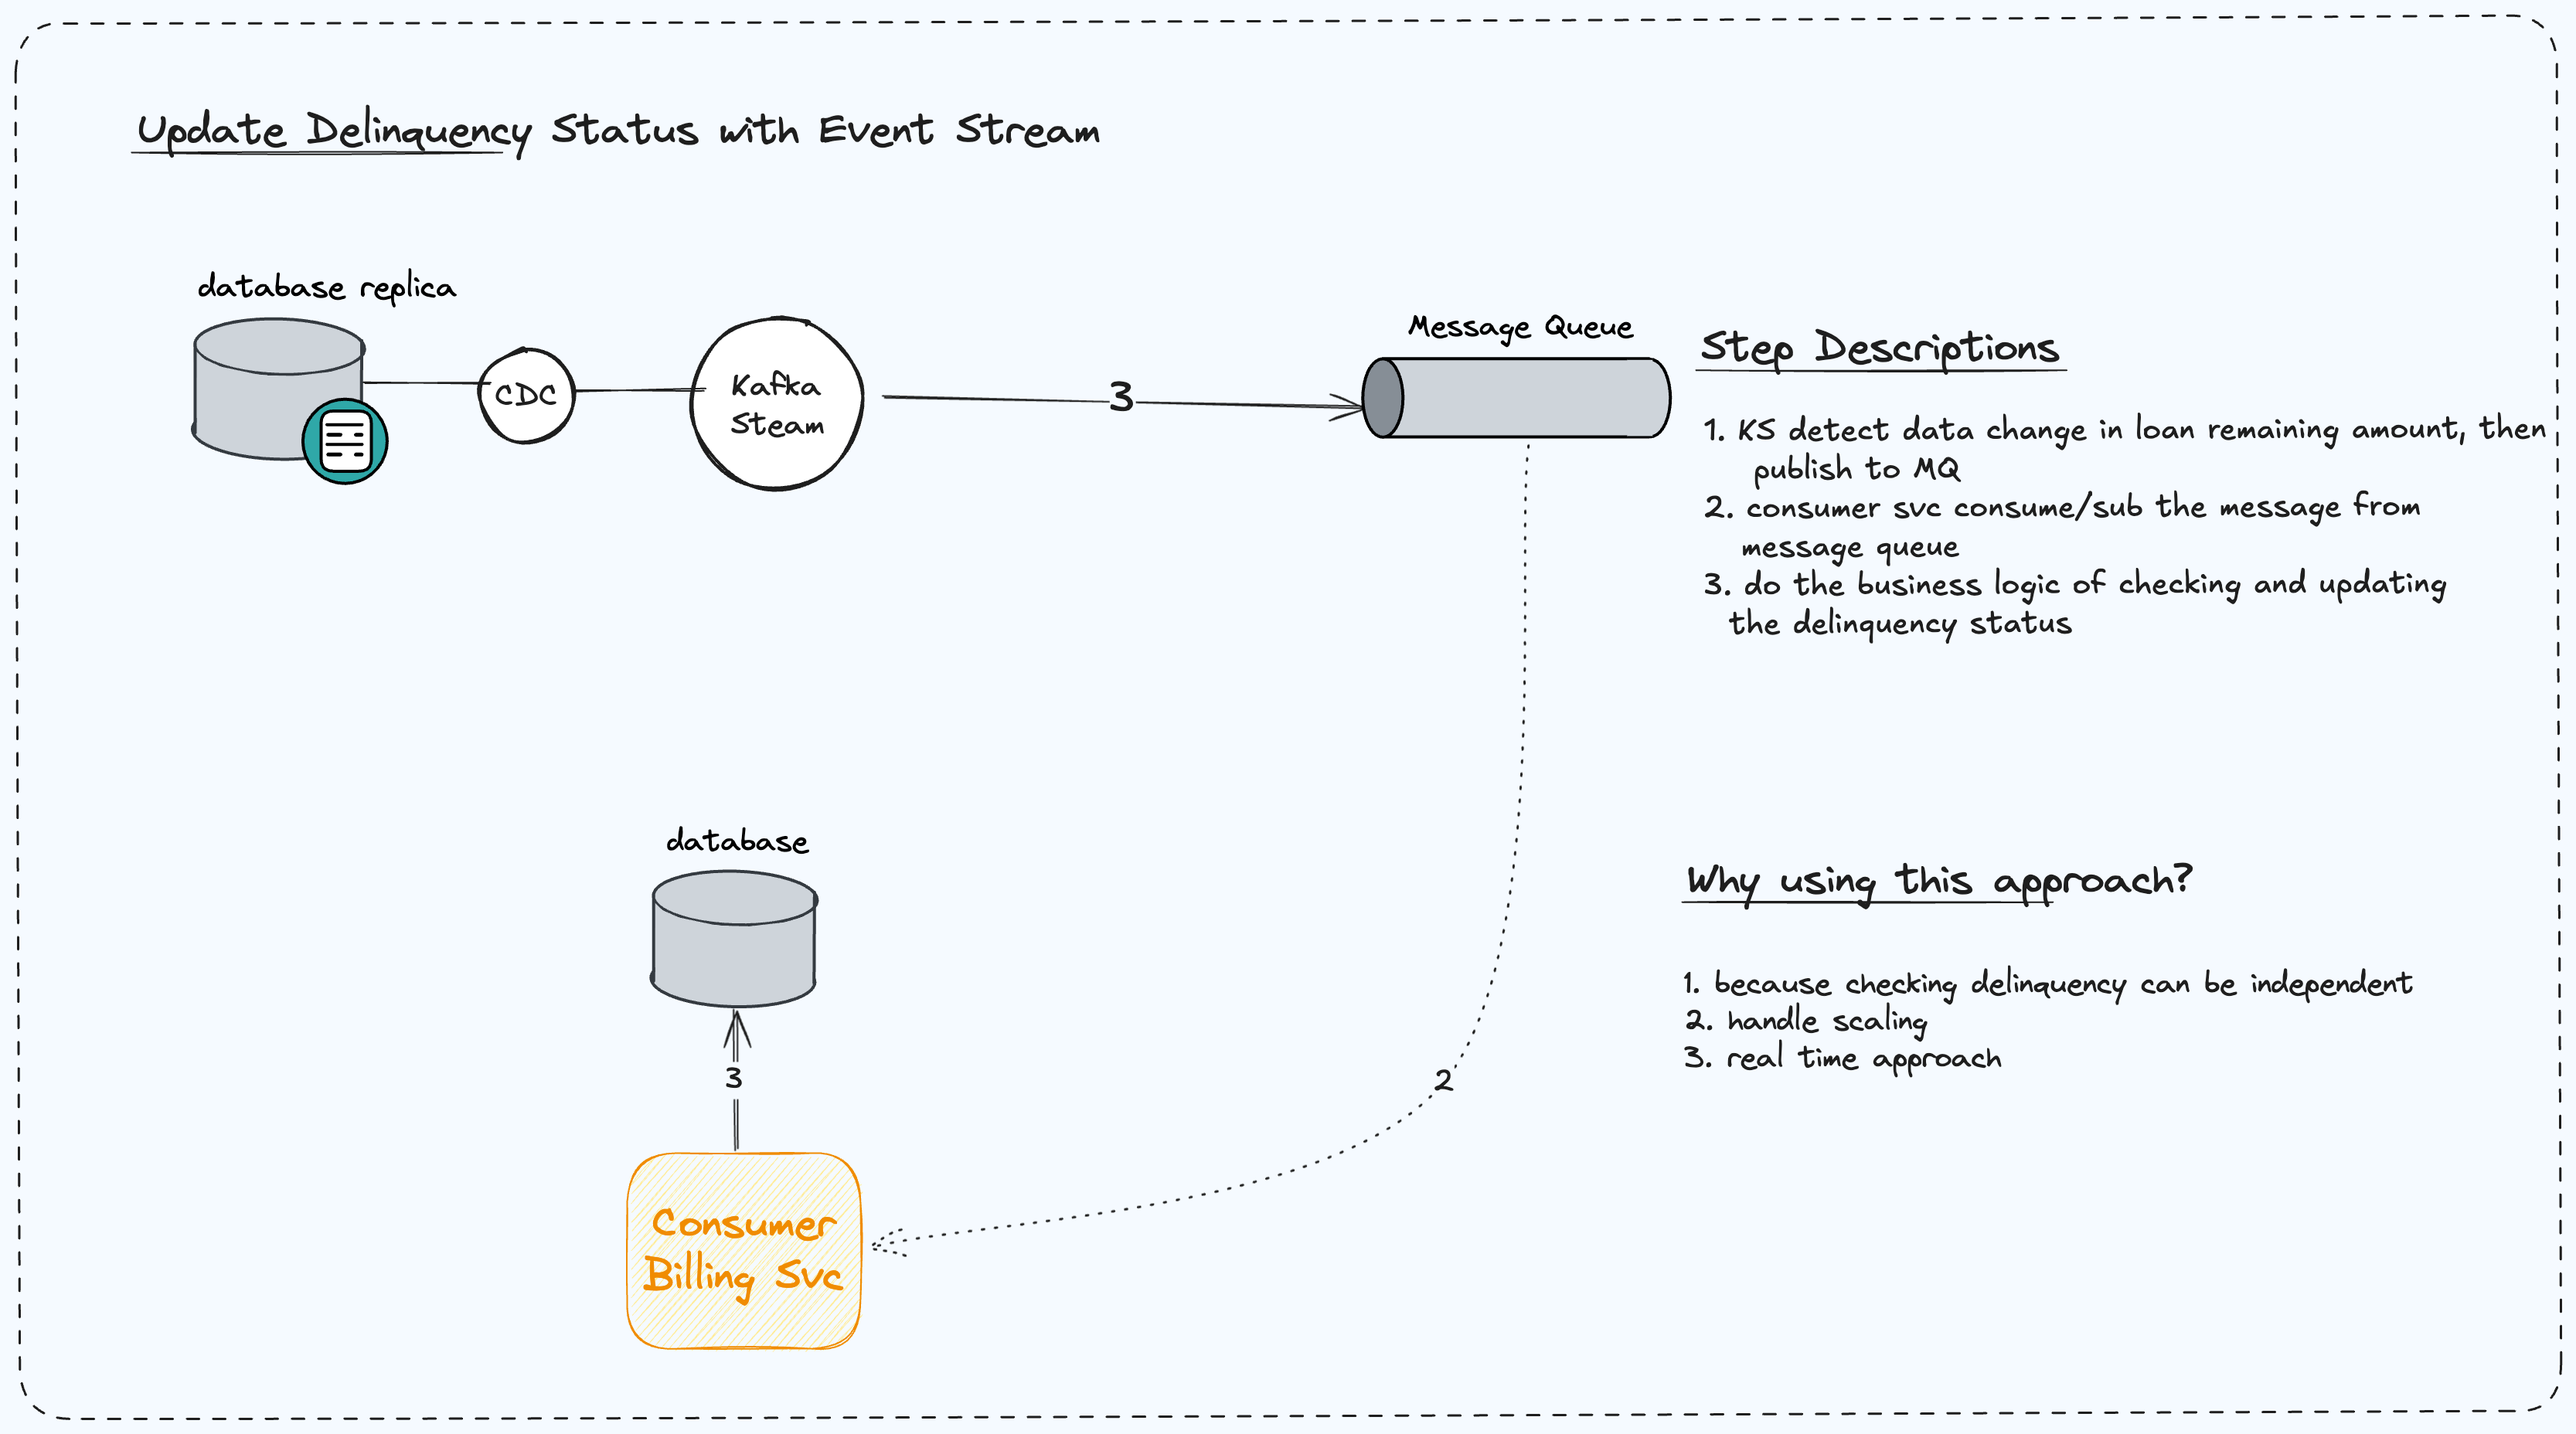 Update Delinquency Status with Event Stream
database replica
CDC
Kafka
Steam
3
Message Queue
Step Descriptions
1. KS detect data change in loan remaining amount, then
publish to MQ
2. consumer svc consume/sub the message from
message queue
3. do the business logic of checking and updating
the delinquency status
database
3
Consumer
Billing Svc
2
Why using this approach?
1. because checking delinquency can be independent
2. handle scaling
3. real time approach